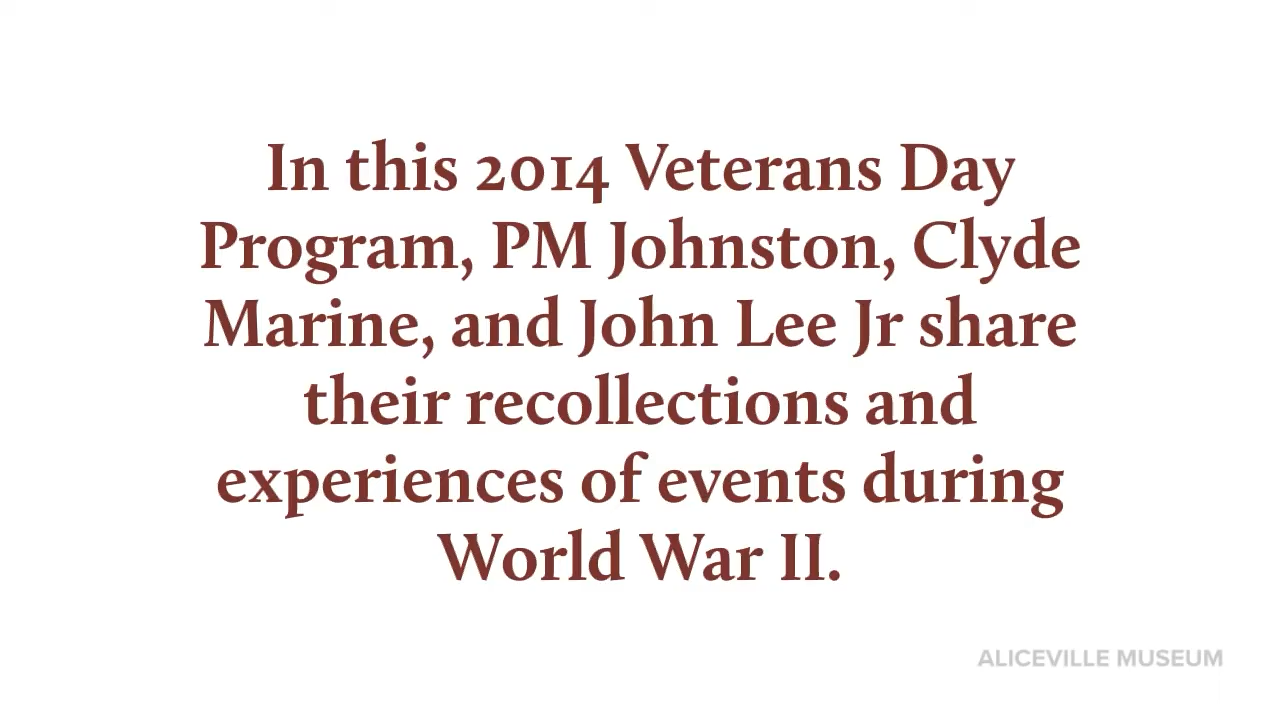 In this 2014 Veterans Day
Program, PM Johnston, Clyde
Marine, and John Lee Jr share
their recollections and
experiences of events during
World War II.
ALICEVILLE MUSEUM